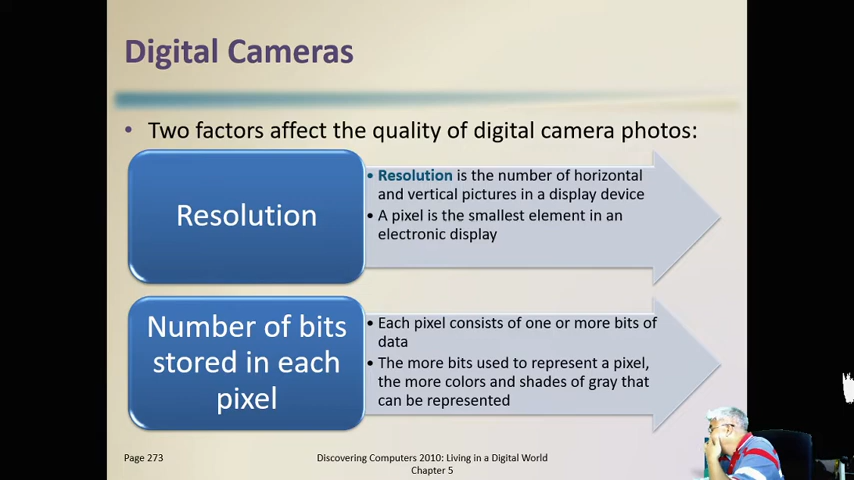 Digital Cameras
• Two factors affect the quality of digital camera photos:
Resolution
• Resolution is the number of horizontal
and vertical pictures in a display device
• A pixel is the smallest element in an
electronic display
Number of bits
stored in each
pixel
• Each pixel consists of one or more bits of
data
• The more bits used to represent a pixel,
the more colors and shades of gray that
can be represented
Page 273
Discovering Computers 2010: Living in a Digital World
Chapter 5